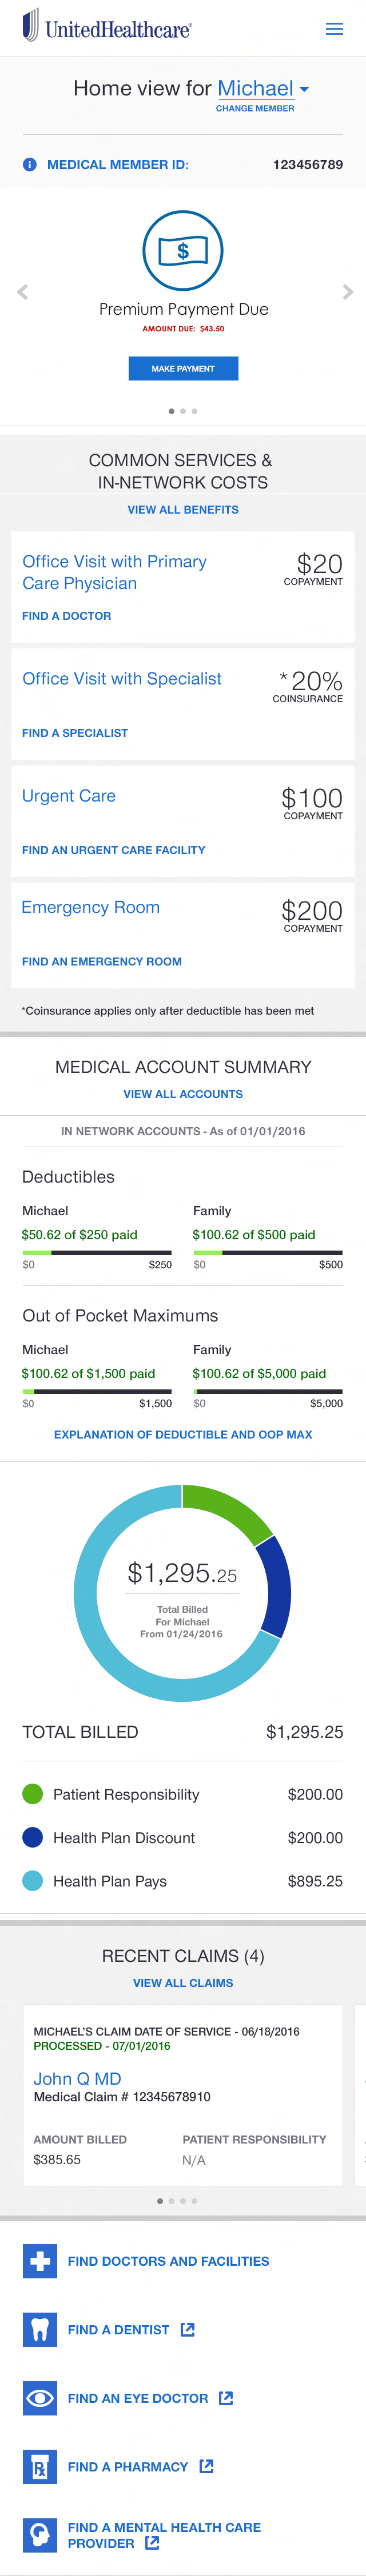 UnitedHealthcare®
Home view for Michael
CHANGE MEMBER
i MEDICAL MEMBER ID: 123456789
$
Premium Payment Due
AMOUNT DUE: $43.50
MAKE PAYMENT
COMMON SERVICES &
IN-NETWORK COSTS
VIEW ALL BENEFITS
Office Visit with Primary $20
Care Physician COPAYMENT
FIND A DOCTOR
Office Visit with Specialist *20%
COINSURANCE
FIND A SPECIALIST
Urgent Care $100
COPAYMENT
FIND AN URGENT CARE FACILITY
Emergency Room $200
COPAYMENT
FIND AN EMERGENCY ROOM
*Coinsurance applies only after deductible has been met
MEDICAL ACCOUNT SUMMARY
VIEW ALL ACCOUNTS
IN NETWORK ACCOUNTS - As of 01/01/2016
Deductibles
Michael Family
$50.62 of $250 paid $100.62 of $500 paid
$0 $250 $0 $500
Out of Pocket Maximums
Michael Family
$100.62 of $1,500 paid $100.62 of $5,000 paid
$0 $1,500 $0 $5,000
EXPLANATION OF DEDUCTIBLE AND OOP MAX
$1,295.25
Total Billed
For Michael
From 01/24/2016
TOTAL BILLED $1,295.25
Patient Responsibility $200.00
Health Plan Discount $200.00
Health Plan Pays $895.25
RECENT CLAIMS (4)
VIEW ALL CLAIMS
MICHAEL'S CLAIM DATE OF SERVICE - 06/18/2016
PROCESSED - 07/01/2016
John Q MD
Medical Claim # 12345678910
AMOUNT BILLED PATIENT RESPONSIBILITY
$385.65 N/A
FIND DOCTORS AND FACILITIES
FIND A DENTIST
FIND AN EYE DOCTOR
Rx FIND A PHARMACY
FIND A MENTAL HEALTH CARE
PROVIDER